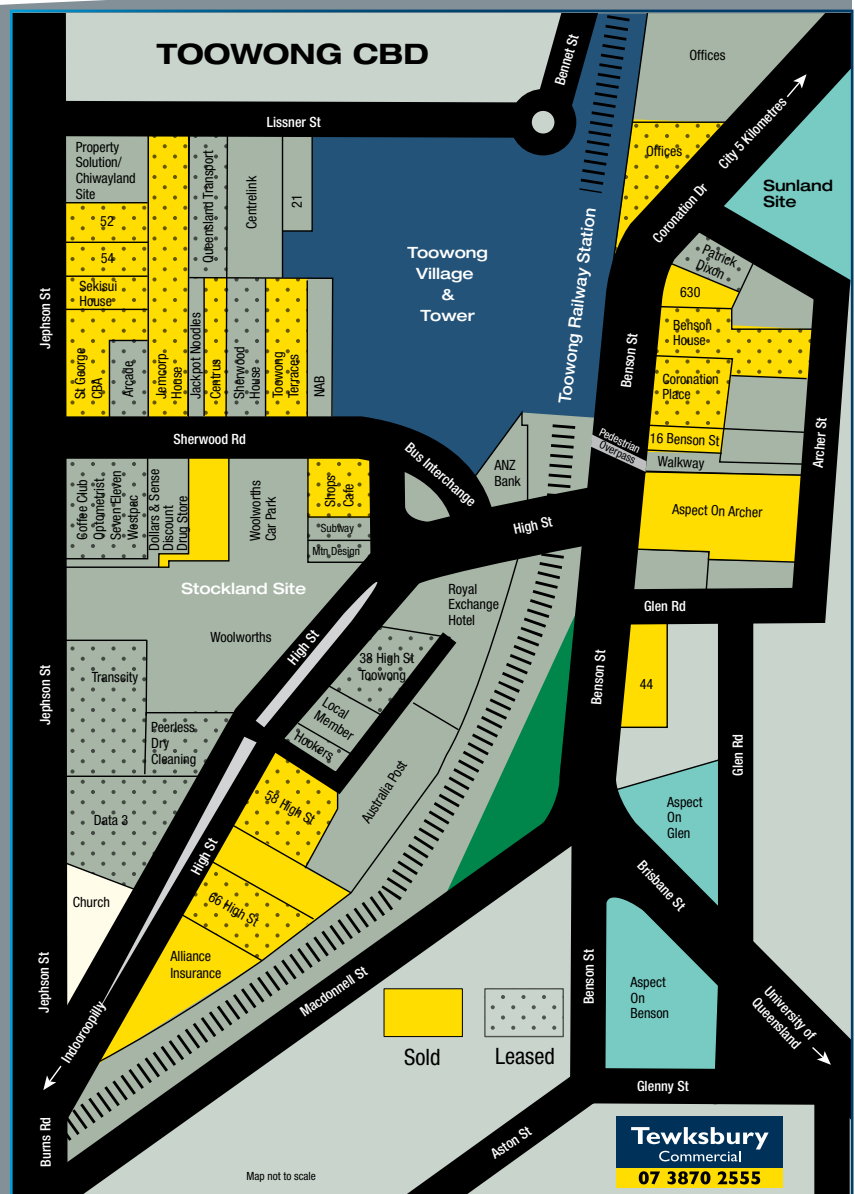 TOOWONG CBD
Bennet St
Offices
Lissner St
City 5 Kilometres
Property
Solution/
Chiwayland
Site
Queensland Transport
Centrelink
21
Offices
Coronation Dr
Sunland
Site
52
54
Sekisui
House
Toowong
Village
&
Tower
Toowong Railway Station
Patrick
Dixon
630
Jephson St
St George
CBA
Arcade
Jemcorp
House
Jackpot Noodles
Centrus
Sherwood
House
Toowong
Terraces
NAB
Benson St
Benson
House
Coronation
Place
Archer St
Sherwood Rd
Bus Interchange
Pedestrian
Overpass
16 Benson St
Walkway
ANZ
Bank
Coffee Club
Optometrist
Seven Eleven
Westpac
Dollars & Sense
Discount
Drug Store
Woolworths
Car Park
Shops
Cafe
Subway
Mtn Design
High St
Aspect On Archer
Stockland Site
Royal
Exchange
Hotel
Glen Rd
Woolworths
High St
38 High St
Toowong
Local
Member
Hookers
Jephson St
Transcity
Peerless
Dry
Cleaning
Benson St
44
Glen Rd
Australia Post
58 High St
Data 3
High St
Aspect
On
Glen
Church
66 High St
Brisbane St
Alliance
Insurance
Jephson St
Macdonnell St
Benson St
Aspect
On
Benson
University of
Queensland
Indooroopilly
Sold
Leased
Glenny St
Burns Rd
Aston St
Map not to scale
Tewksbury
Commercial
07 3870 2555